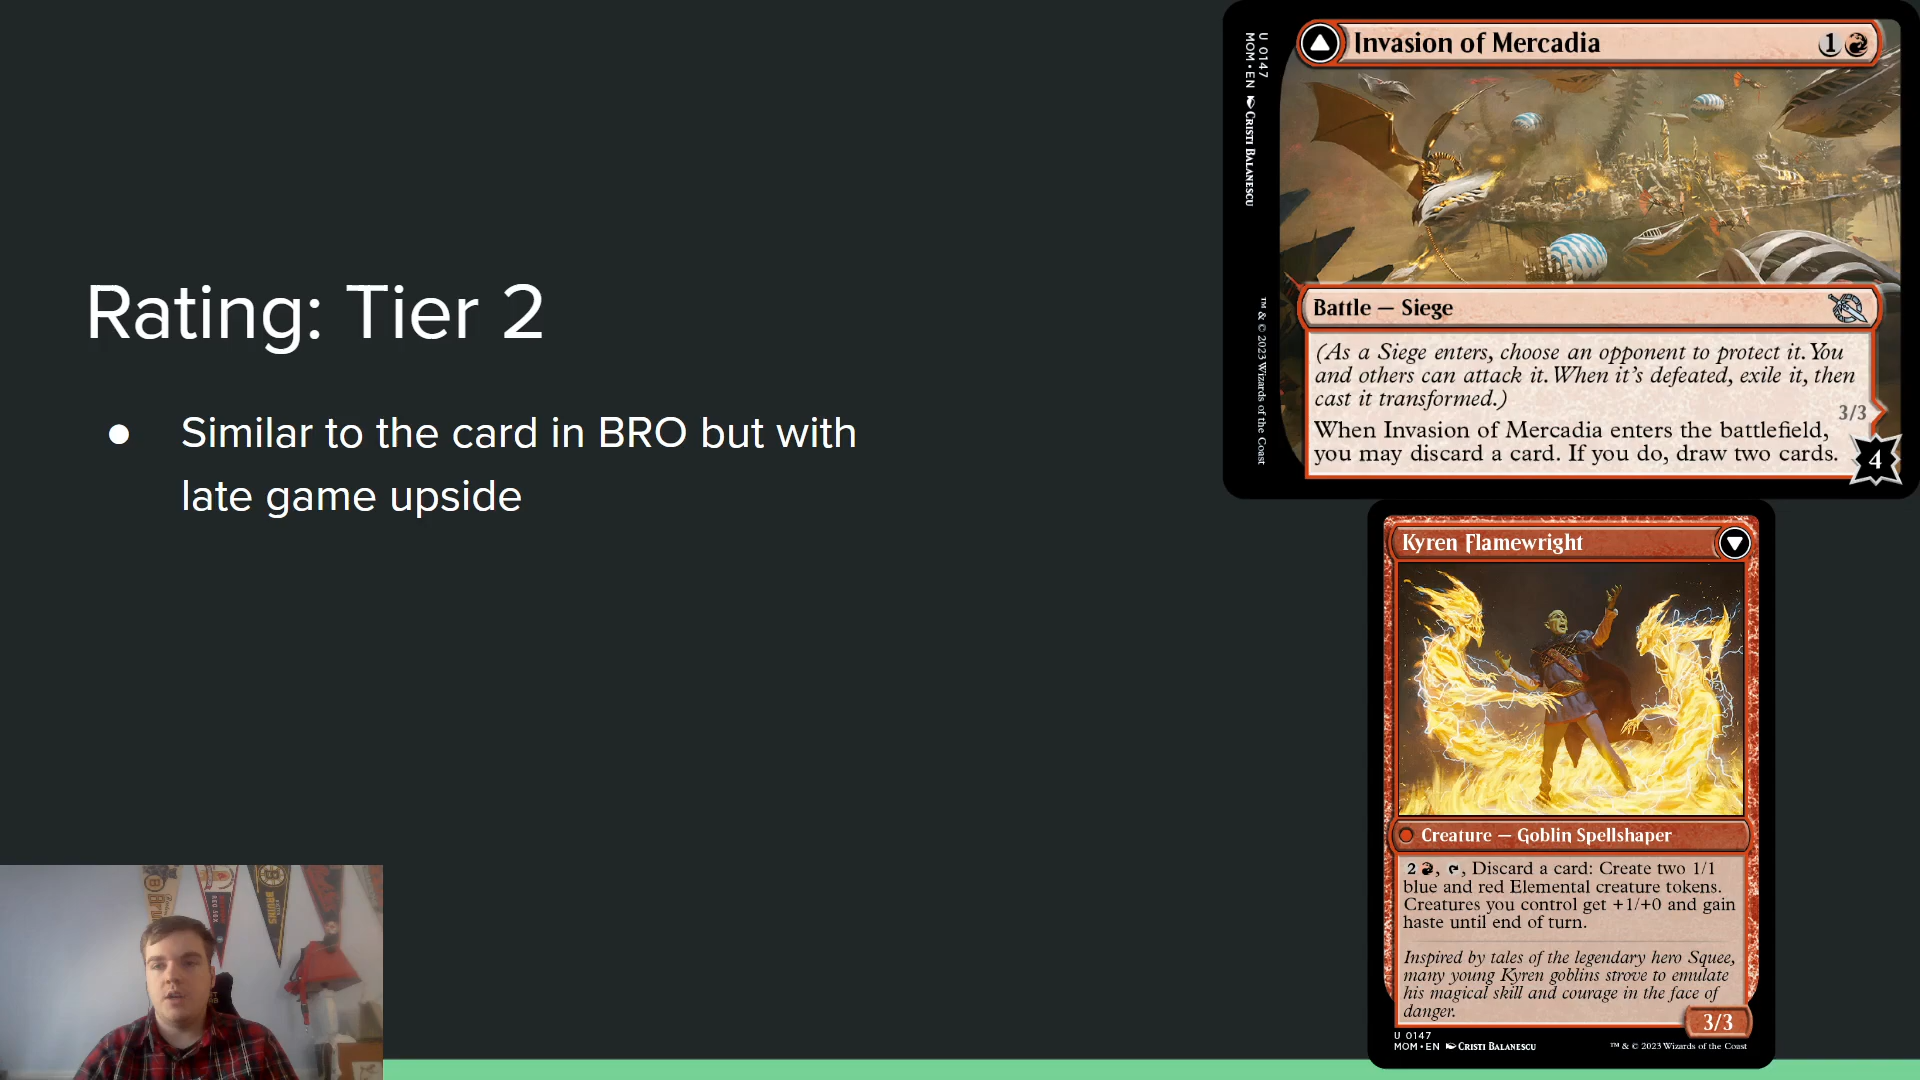 Rating: Tier 2
● Similar to the card in BRO but with
late game upside
U 0147
MOM • EN CRISTI BALANESCU
™ & © 2023 Wizards of the Coast
Invasion of Mercadia 1
Battle — Siege
(As a Siege enters, choose an opponent to protect it. You
and others can attack it. When it's defeated, exile it, then
cast it transformed.)
3/3
When Invasion of Mercadia enters the battlefield,
you may discard a card. If you do, draw two cards.
4
Kyren Flamewright
Creature — Goblin Spellshaper
2 , , Discard a card: Create two 1/1
blue and red Elemental creature tokens.
Creatures you control get +1/+0 and gain
haste until end of turn.
Inspired by tales of the legendary hero Squee,
many young Kyren goblins strove to emulate
his magical skill and courage in the face of
danger.
3/3
U 0147
MOM • EN CRISTI BALANESCU
™ & © 2023 Wizards of the Coast
BRUINS
RED SOX